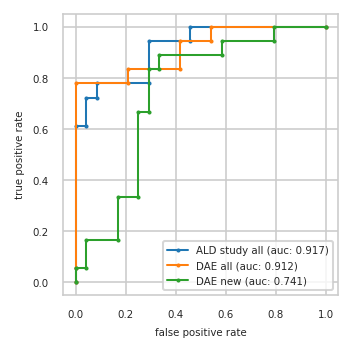 1.0
0.8
0.6
0.4
0.2
0.0
true positive rate
ALD study all (auc: 0.917)
DAE all (auc: 0.912)
DAE new (auc: 0.741)
0.0 0.2 0.4 0.6 0.8 1.0
false positive rate